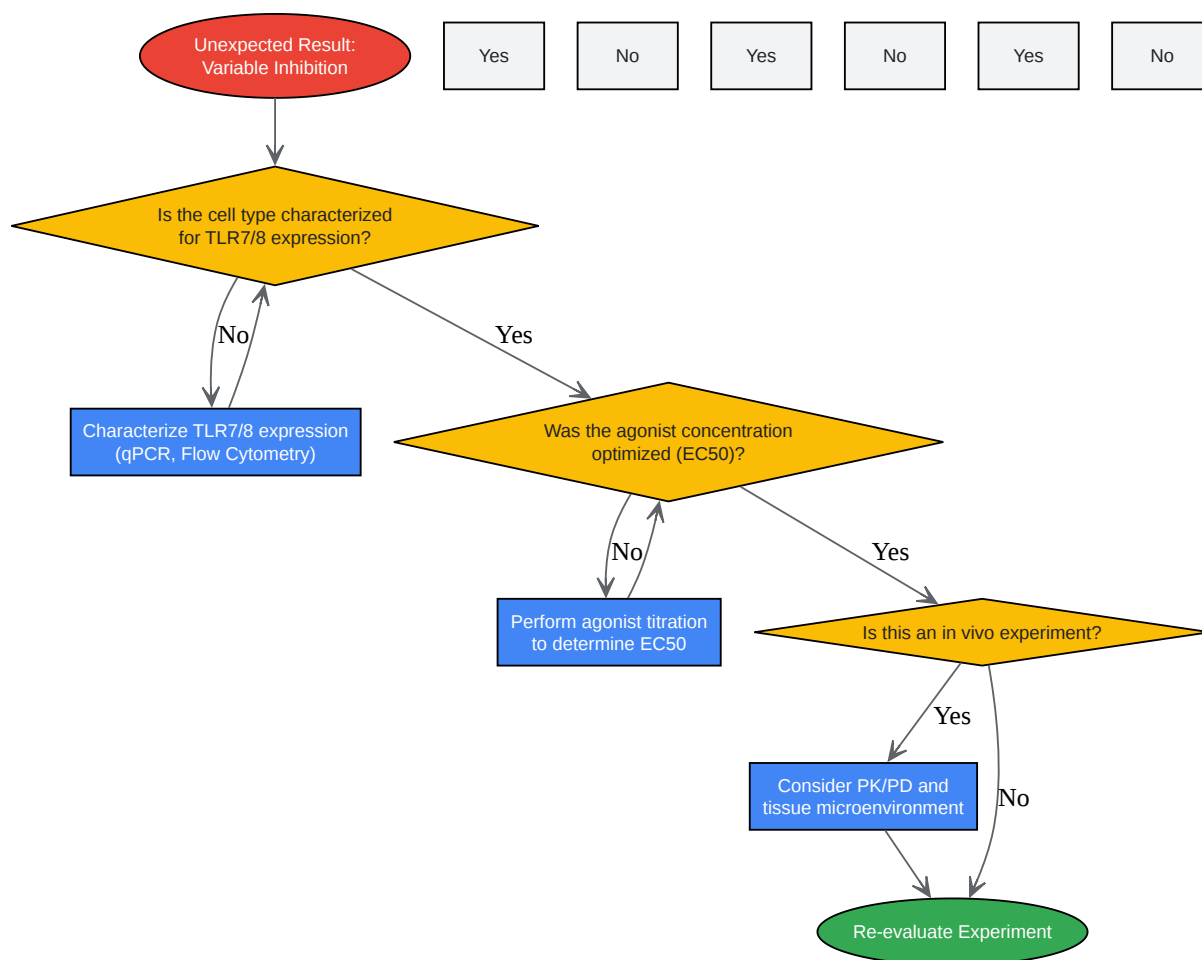 Unexpected Result:
Variable Inhibition
Yes
No
Yes
No
Yes
No
Is the cell type characterized
for TLR7/8 expression?
No
Yes
Characterize TLR7/8 expression
(qPCR, Flow Cytometry)
Was the agonist concentration
optimized (EC50)?
No
Yes
Perform agonist titration
to determine EC50
Is this an in vivo experiment?
Yes
Consider PK/PD and
tissue microenvironment
No
Re-evaluate Experiment